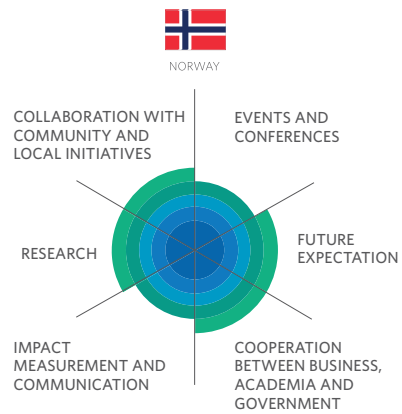 NORWAY
COLLABORATION WITH
COMMUNITY AND
LOCAL INITIATIVES
EVENTS AND
CONFERENCES
RESEARCH
FUTURE
EXPECTATION
IMPACT
MEASUREMENT AND
COMMUNICATION
COOPERATION
BETWEEN BUSINESS,
ACADEMIA AND
GOVERNMENT